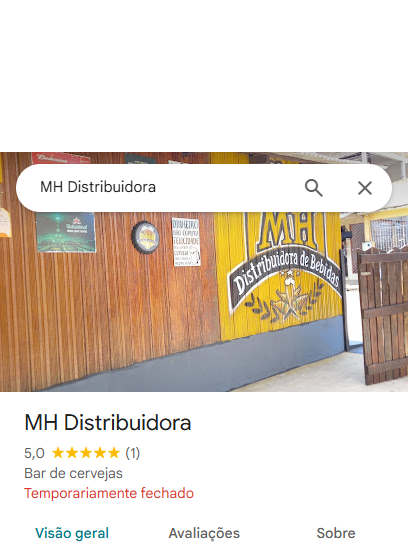 MH Distribuidora
MH
Distribuidora de Bebidas
MH Distribuidora
5,0 ★★★★★ (1)
Bar de cervejas
Temporariamente fechado
Visão geral Avaliações Sobre